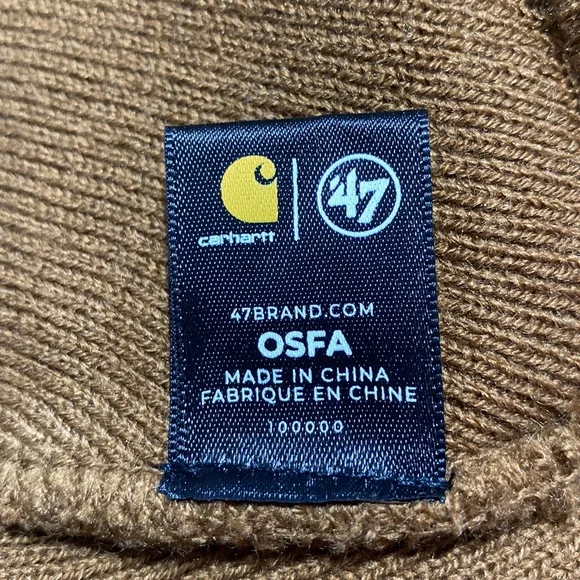 carhartt '47
47BRAND.COM
OSFA
MADE IN CHINA
FABRIQUE EN CHINE
100000